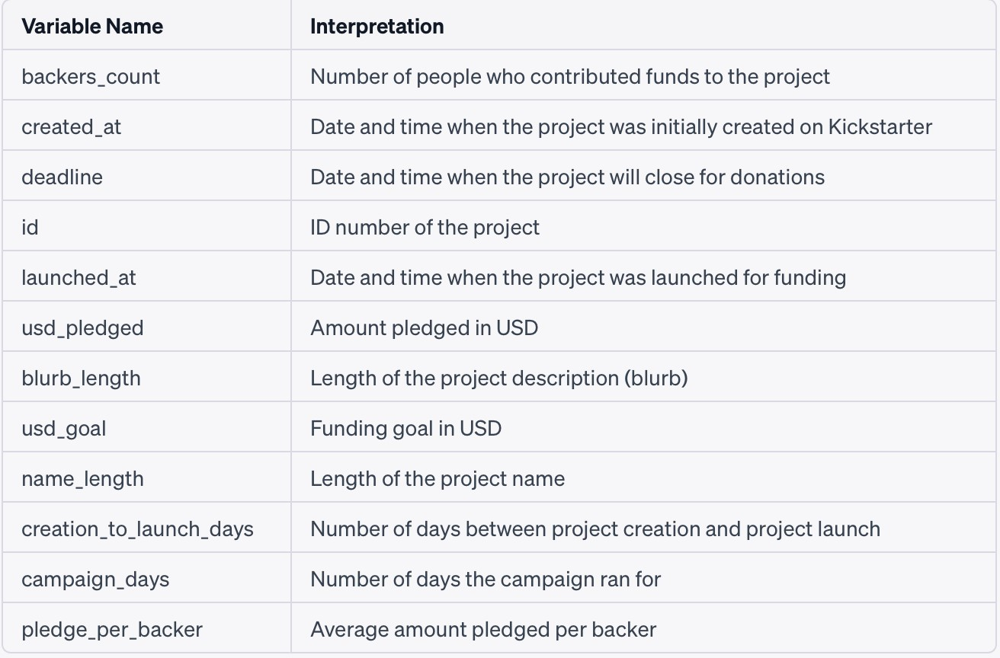 Variable Name Interpretation
backers_count Number of people who contributed funds to the project
created_at Date and time when the project was initially created on Kickstarter
deadline Date and time when the project will close for donations
id ID number of the project
launched_at Date and time when the project was launched for funding
usd_pledged Amount pledged in USD
blurb_length Length of the project description (blurb)
usd_goal Funding goal in USD
name_length Length of the project name
creation_to_launch_days Number of days between project creation and project launch
campaign_days Number of days the campaign ran for
pledge_per_backer Average amount pledged per backer